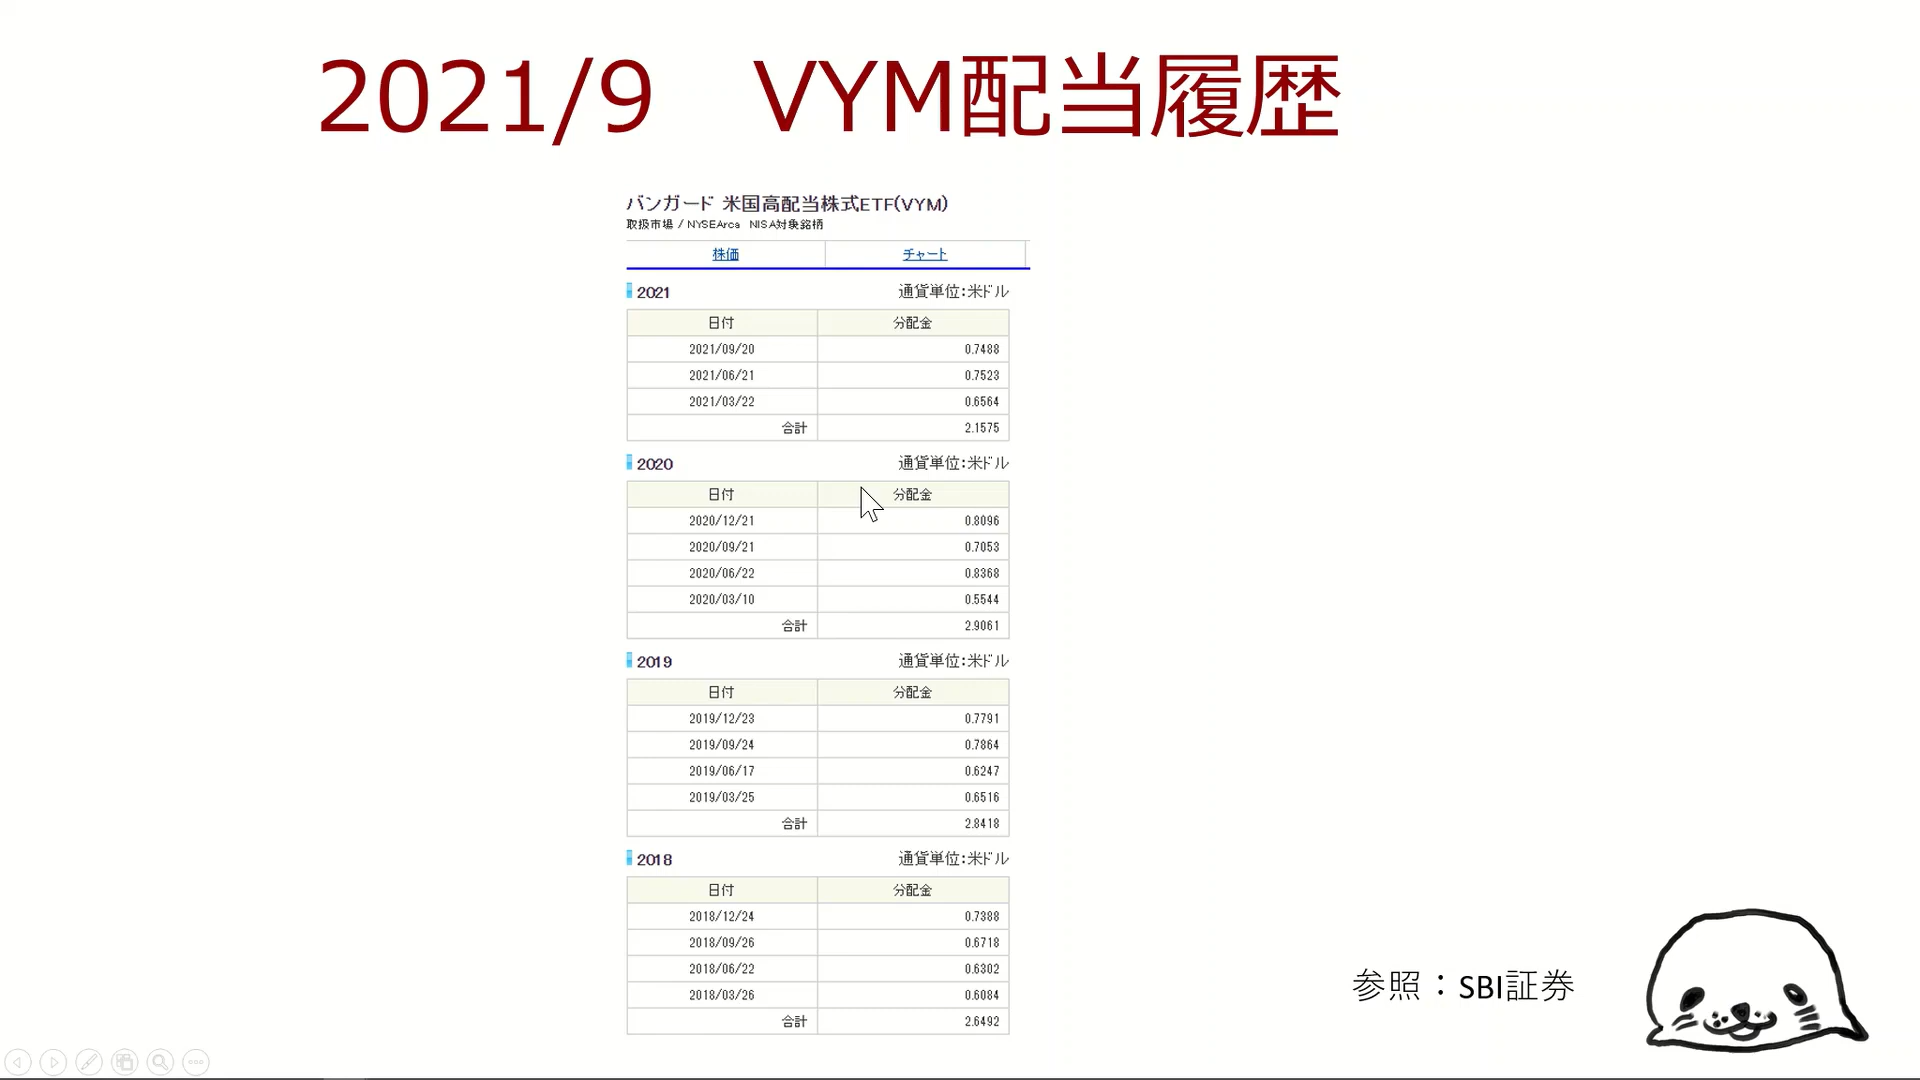 2021/9　VYM配当履歴
バンガード 米国高配当株式ETF(VYM)
取扱市場 / NYSEArca NISA対象銘柄
株価 チャート
2021 通貨単位:米ドル
日付 分配金
2021/09/20 0.7488
2021/06/21 0.7523
2021/03/22 0.6564
合計 2.1575
2020 通貨単位:米ドル
日付 分配金
2020/12/21 0.8096
2020/09/21 0.7053
2020/06/22 0.8368
2020/03/10 0.5544
合計 2.9061
2019 通貨単位:米ドル
日付 分配金
2019/12/23 0.7791
2019/09/24 0.7864
2019/06/17 0.6247
2019/03/25 0.6516
合計 2.8418
2018 通貨単位:米ドル
日付 分配金
2018/12/24 0.7388
2018/09/26 0.6718
2018/06/22 0.6302
2018/03/26 0.6084
合計 2.6492
参照：SBI証券